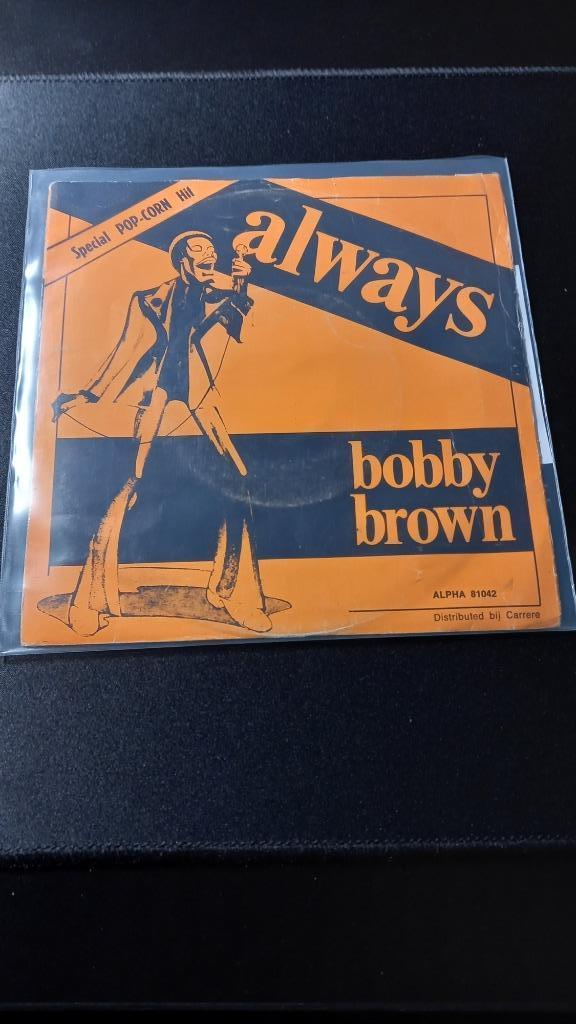 Special POP-CORN Hit
always
bobby
brown
ALPHA 81042
Distributed bij Carrere